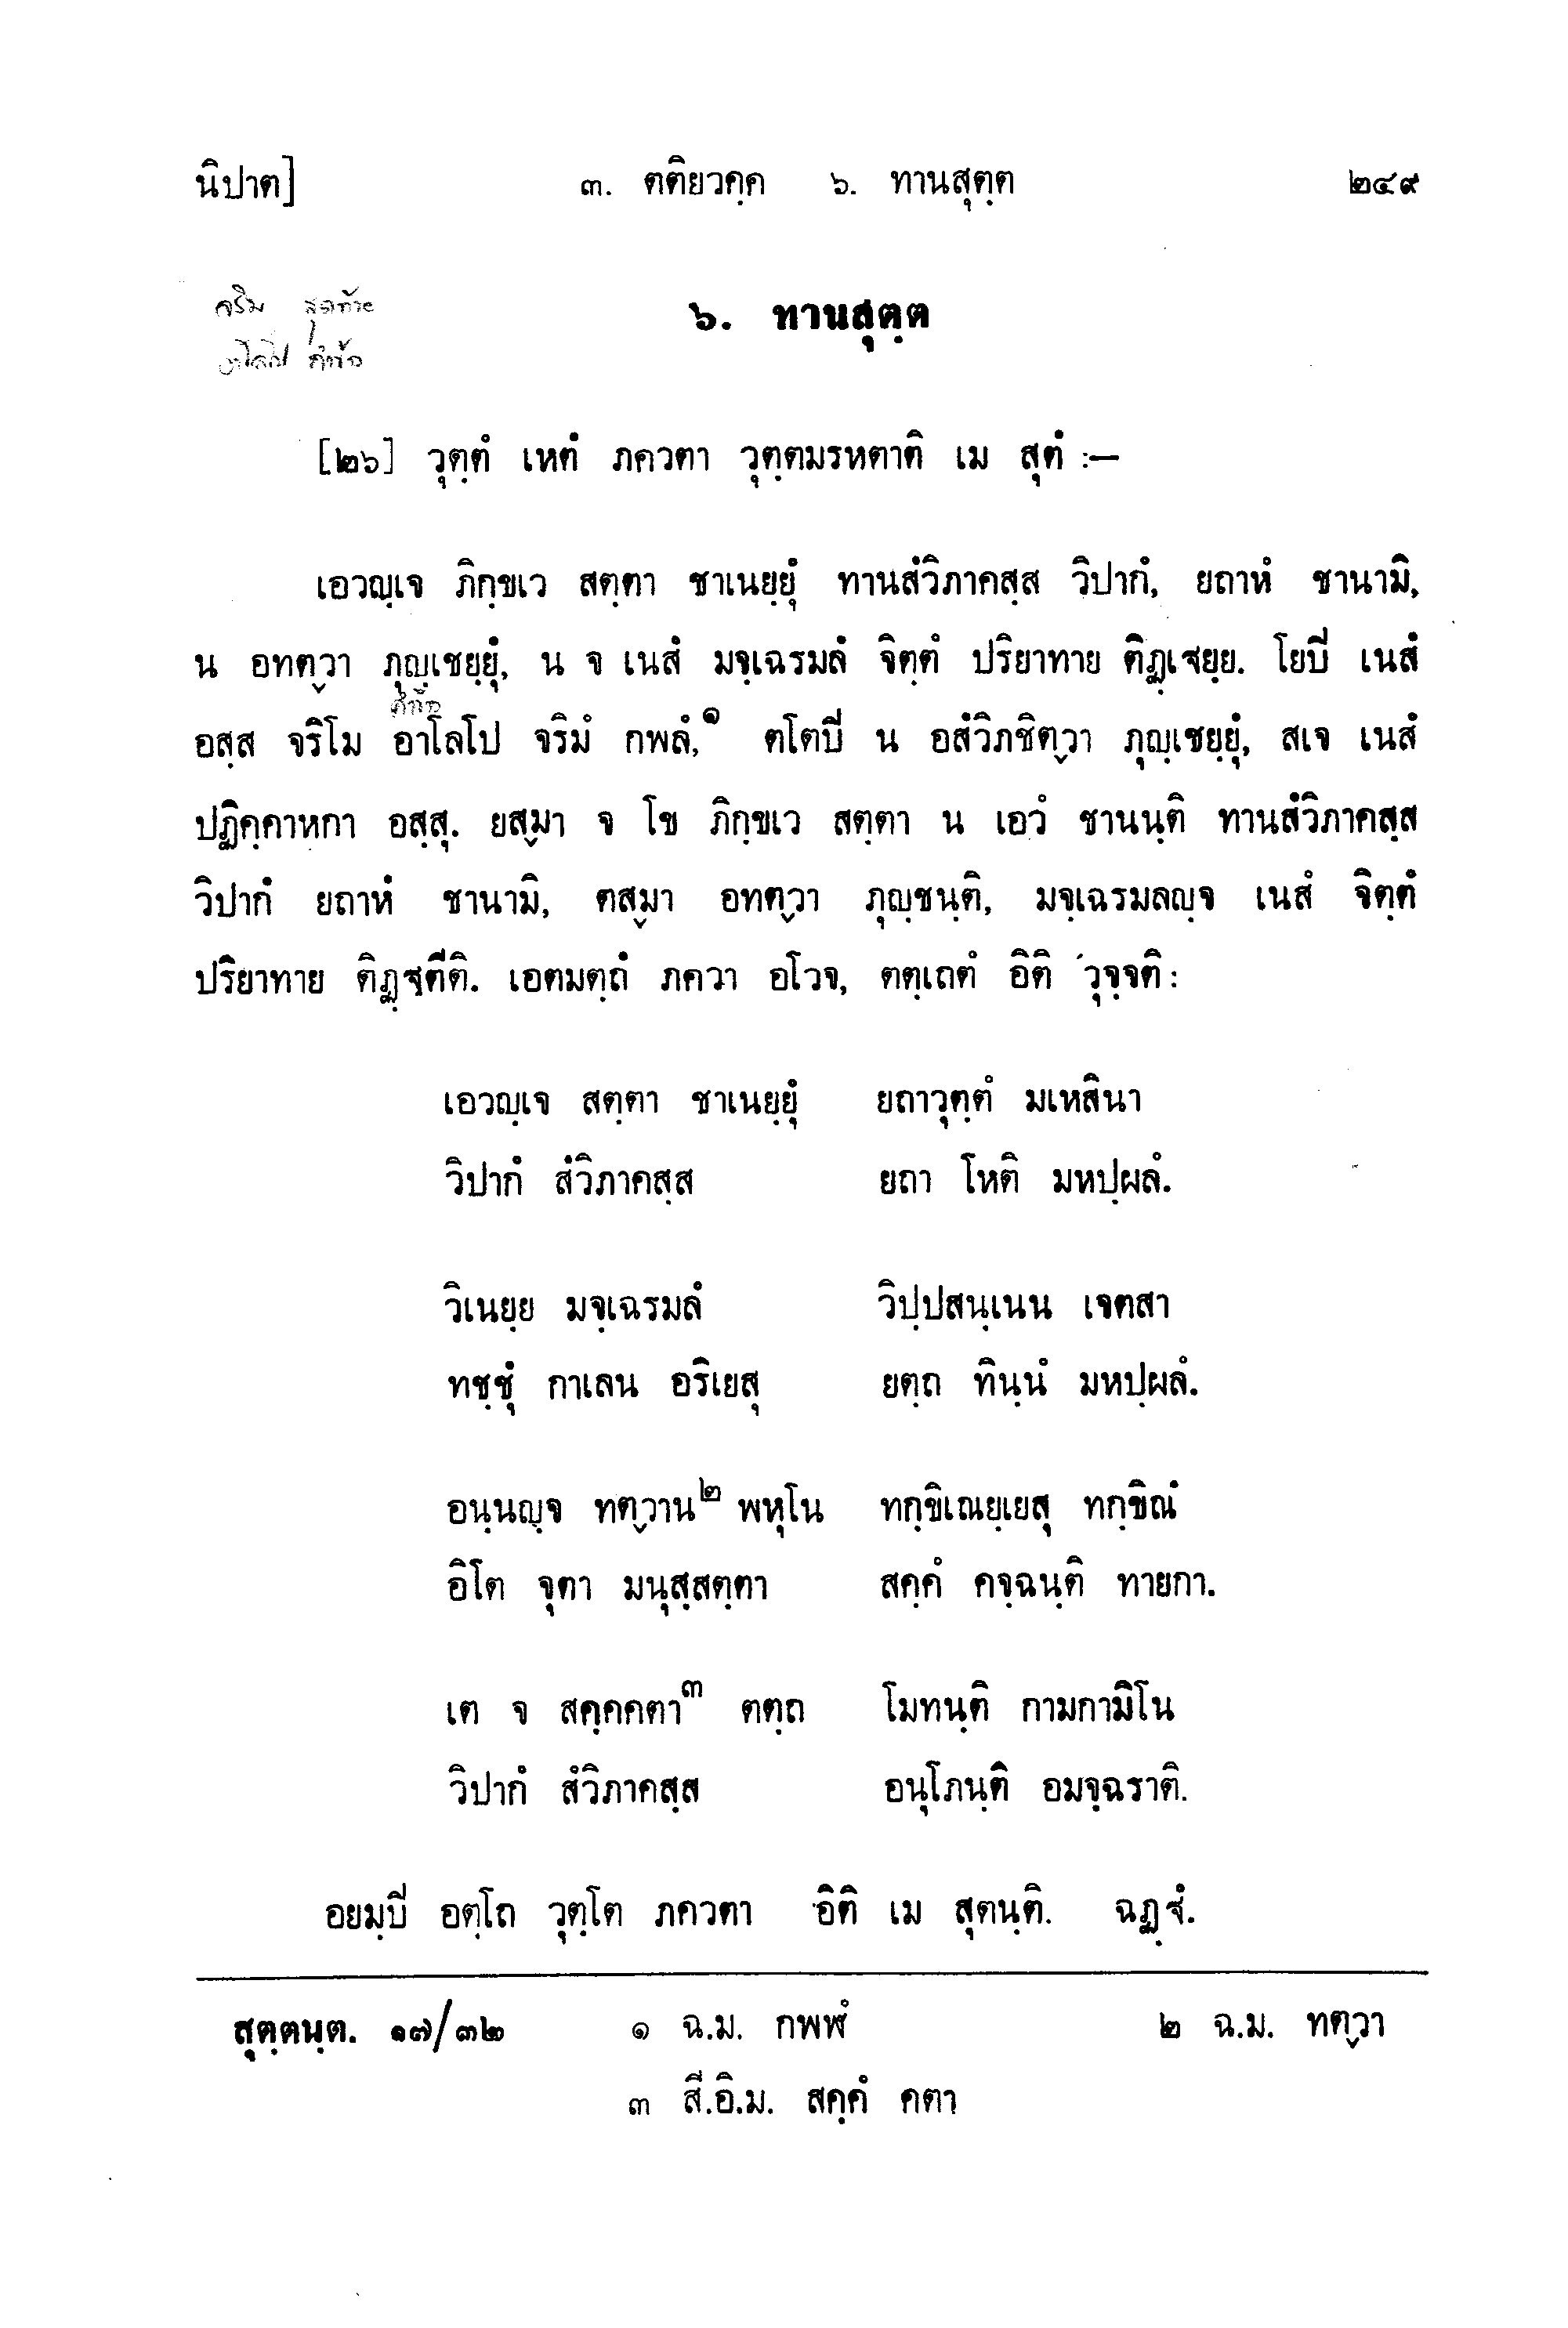 นิปาต]	๓. ตติยวคฺค ๖. ทานสุตฺต	๒๔๙
จริม สุดท้าย
๖. ทานสุตฺต
อาโลโป คำข้าว
[๒๖] วุตฺตํ เหตํ ภควตา วุตฺตมรหตาติ เม สุตํ :—
เอวญฺเจ ภิกฺขเว สตฺตา ชาเนยฺยุํ ทานสํวิภาคสฺส วิปากํ, ยถาหํ ชานามิ,
น อทตฺวา ภุญฺเชยฺยุํ, น จ เนสํ มจฺเฉรมลํ จิตฺตํ ปริยาทาย ติฏฺเฐยฺย. โยปิ เนสํ
คำข้าว
อสฺส จริโม อาโลโป จริมํ กพลํ,๑ ตโตปิ น อสํวิภชิตฺวา ภุญฺเชยฺยุํ, สเจ เนสํ
ปฏิคฺคาหกา อสฺสุ. ยสฺมา จ โข ภิกฺขเว สตฺตา น เอวํ ชานนฺติ ทานสํวิภาคสฺส
วิปากํ ยถาหํ ชานามิ, ตสฺมา อทตฺวา ภุญฺชนฺติ, มจฺเฉรมลญฺจ เนสํ จิตฺตํ
ปริยาทาย ติฏฺฐตีติ. เอตมตฺถํ ภควา อโวจ, ตตฺเถตํ อิติ วุจฺจติ :
เอวญฺเจ สตฺตา ชาเนยฺยุํ	ยถาวุตฺตํ มเหสินา
วิปากํ สํวิภาคสฺส	ยถา โหติ มหปฺผลํ.
วิเนยฺย มจฺเฉรมลํ	วิปฺปสนฺเนน เจตสา
ทชฺชุํ กาเลน อริเยสุ	ยตฺถ ทินฺนํ มหปฺผลํ.
อนฺนญฺจ ทตฺวาน๒ พหุโน	ทกฺขิเณยฺเยสุ ทกฺขิณํ
อิโต จุตา มนุสฺสตฺตา	สคฺคํ คจฺฉนฺติ ทายกา.
เต จ สคฺคคตา๓ ตตฺถ	โมทนฺติ กามกามิโน
วิปากํ สํวิภาคสฺส	อนุโภนฺติ อมจฺฉราติ.
อยมฺปิ อตฺโถ วุตฺโต ภควตา อิติ เม สุตนฺติ. ฉฏฺฐํ.
สุตฺตนฺต. ๑๗/๓๒	๑ ฉ.ม. กพฬํ	๒ ฉ.ม. ทตฺวา
๓ สี.อิ.ม. สคฺคํ คตา